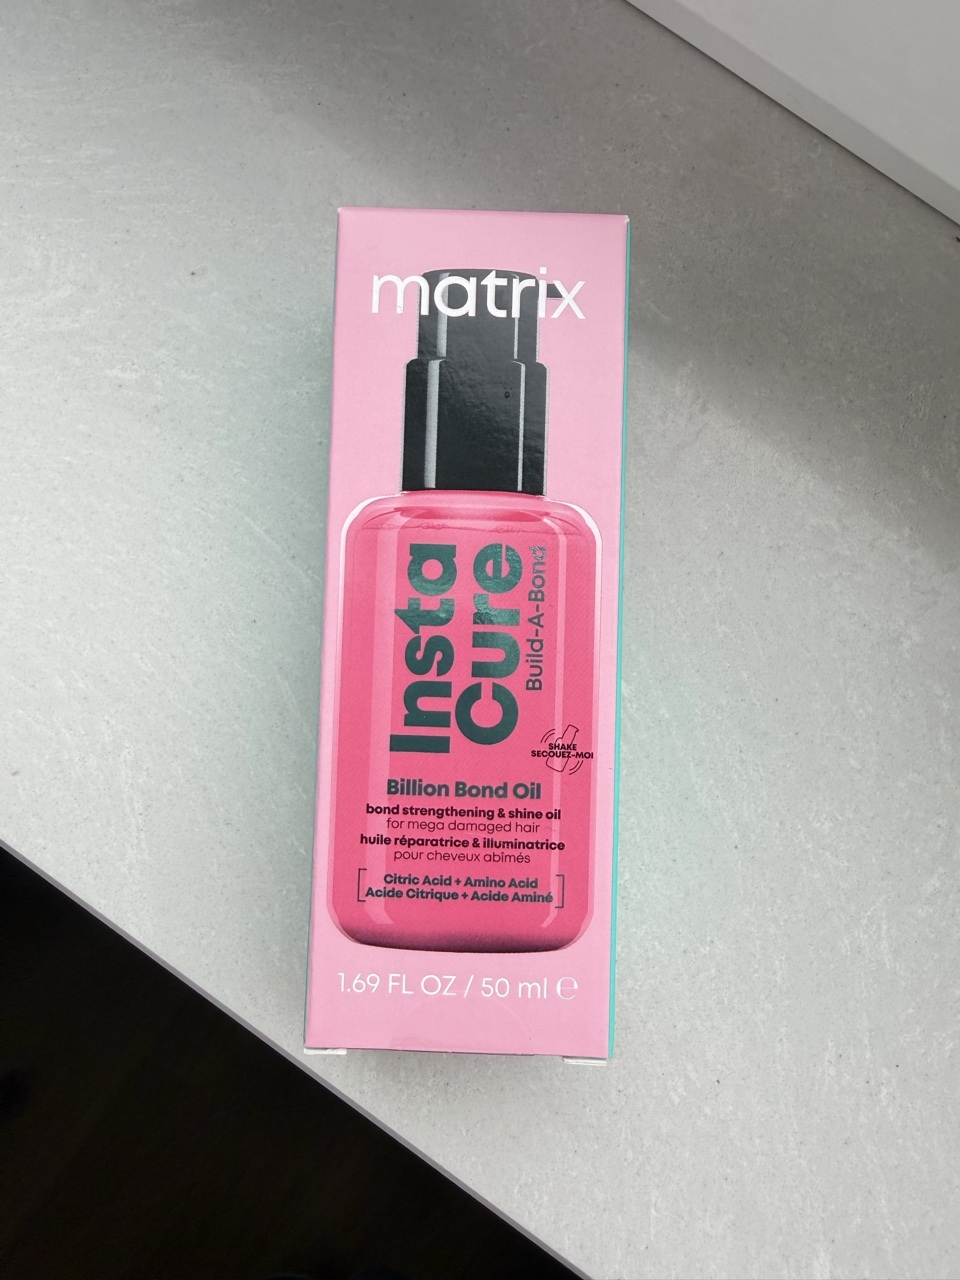 matrix
Insta
Cure
Build-A-Bond
SHAKE
SECOUEZ-MOI
Billion Bond Oil
bond strengthening & shine oil
for mega damaged hair
huile réparatrice & illuminatrice
pour cheveux abîmés
Citric Acid + Amino Acid
Acide Citrique + Acide Aminé
1.69 FL OZ / 50 ml ℮